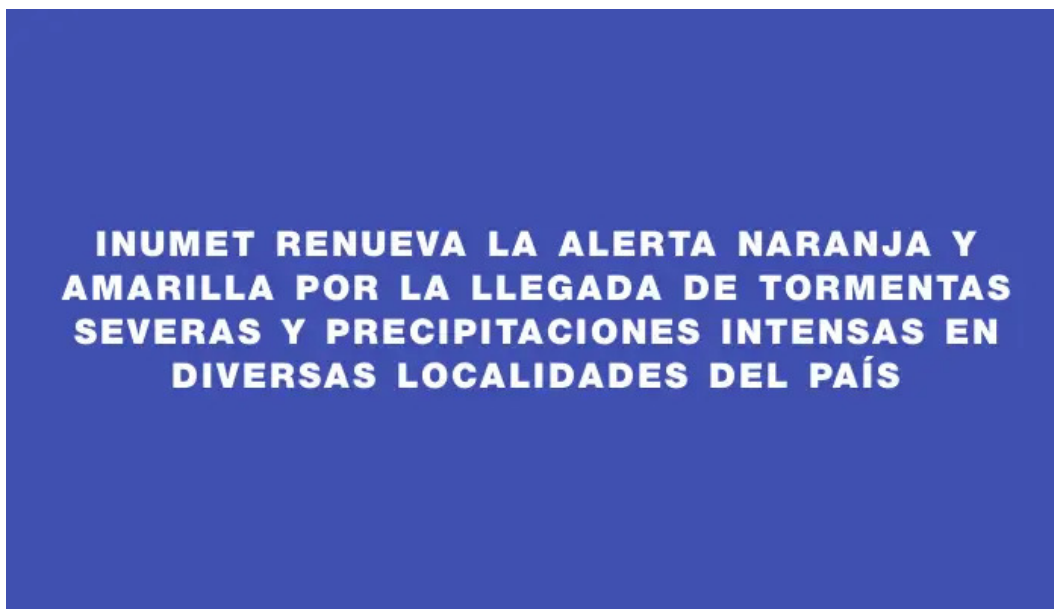 INUMET RENUEVA LA ALERTA NARANJA Y
AMARILLA POR LA LLEGADA DE TORMENTAS
SEVERAS Y PRECIPITACIONES INTENSAS EN
DIVERSAS LOCALIDADES DEL PAÍS